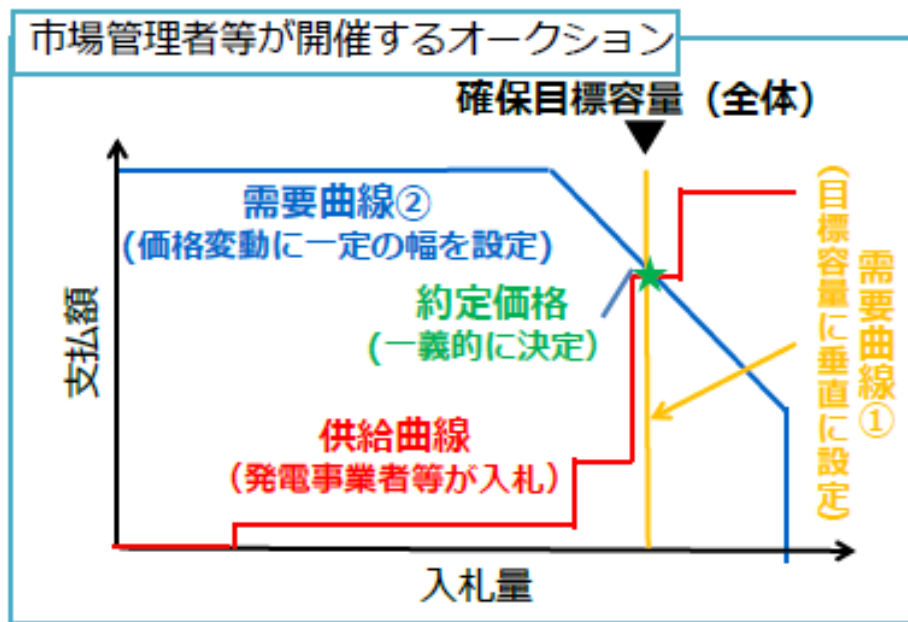 市場管理者等が開催するオークション
確保目標容量（全体）
需要曲線②
(価格変動に一定の幅を設定)
約定価格
(一義的に決定）
供給曲線
（発電事業者等が入札）
支払額
入札量
需要曲線①
（目標容量に垂直に設定）